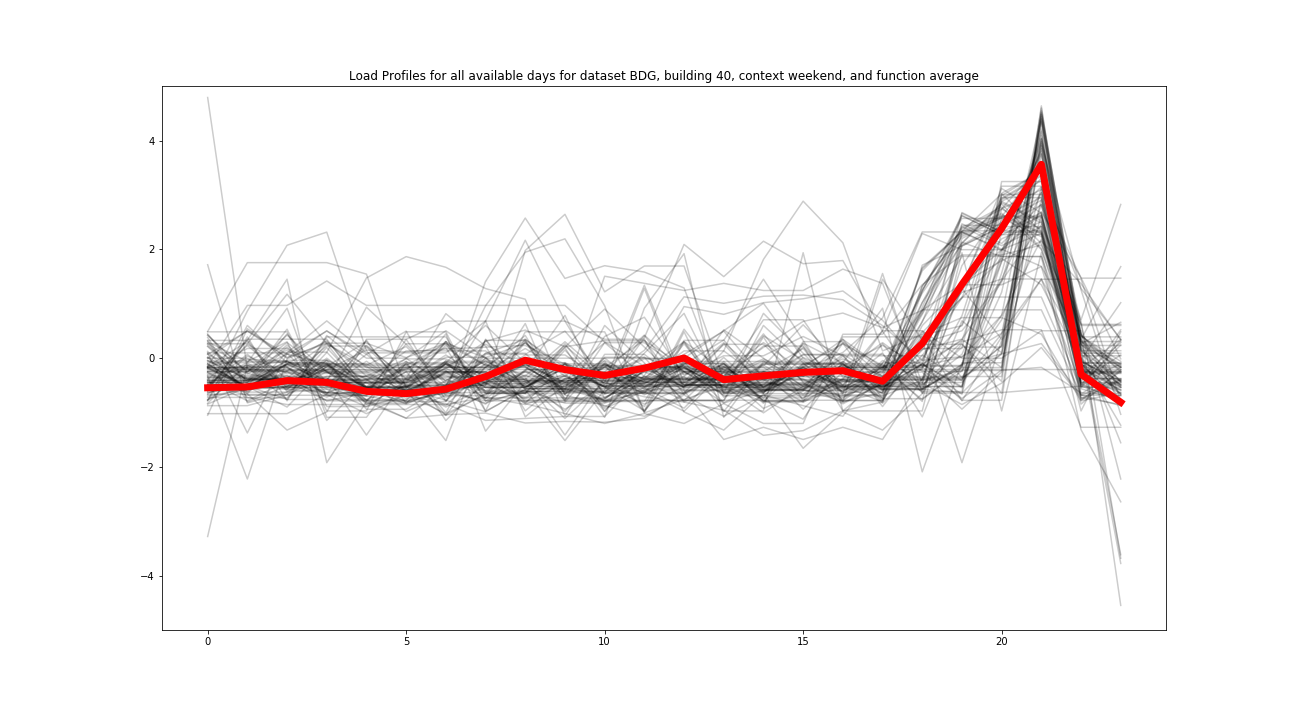 Load Profiles for all available days for dataset BDG, building 40, context weekend, and function average
4
2
0
−2
−4
0 5 10 15 20